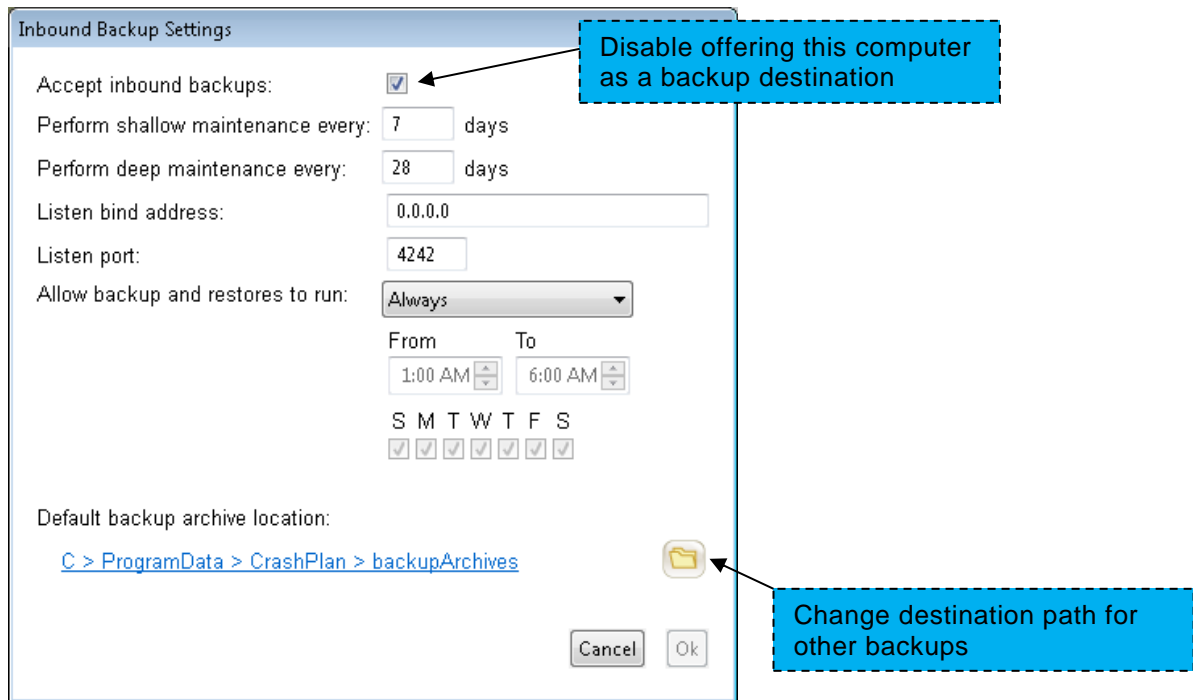 Inbound Backup Settings
Disable offering this computer
as a backup destination
Accept inbound backups:
Perform shallow maintenance every: 7 days
Perform deep maintenance every: 28 days
Listen bind address: 0.0.0.0
Listen port: 4242
Allow backup and restores to run: Always
From To
1:00 AM 6:00 AM
S M T W T F S
Default backup archive location:
C > ProgramData > CrashPlan > backupArchives
Change destination path for
other backups
Cancel Ok